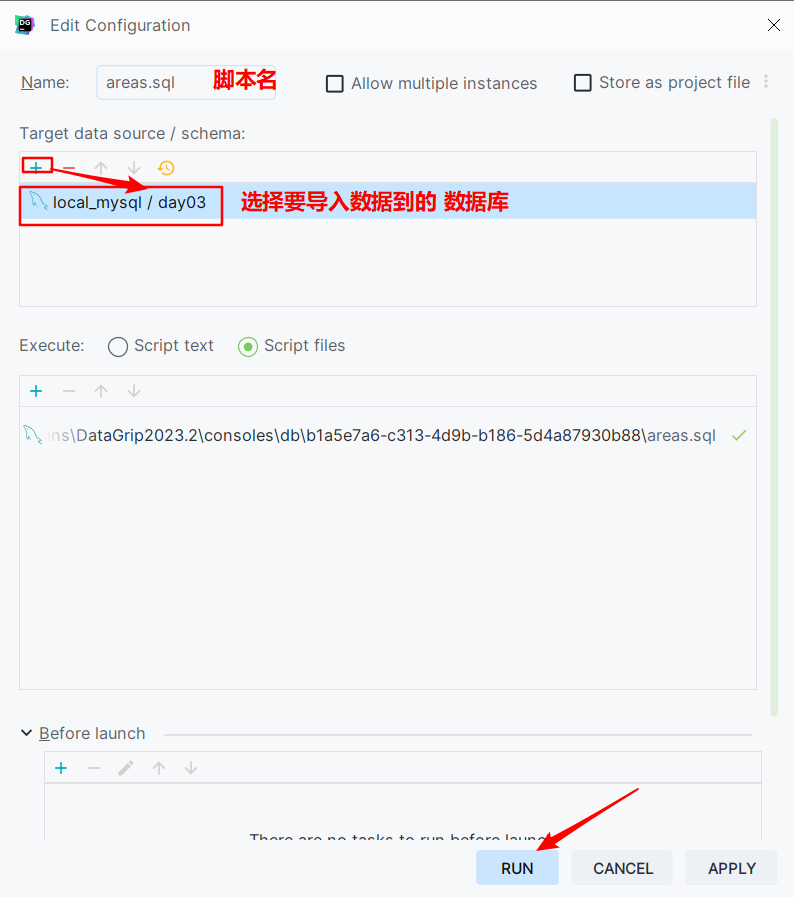 Edit Configuration
Name: areas.sql 脚本名 Allow multiple instances Store as project file
Target data source / schema:
local_mysql / day03 选择要导入数据到的 数据库
Execute: Script text Script files
ins\DataGrip2023.2\consoles\db\b1a5e7a6-c313-4d9b-b186-5d4a87930b88\areas.sql
Before launch
There are no tasks to run before launch
RUN CANCEL APPLY